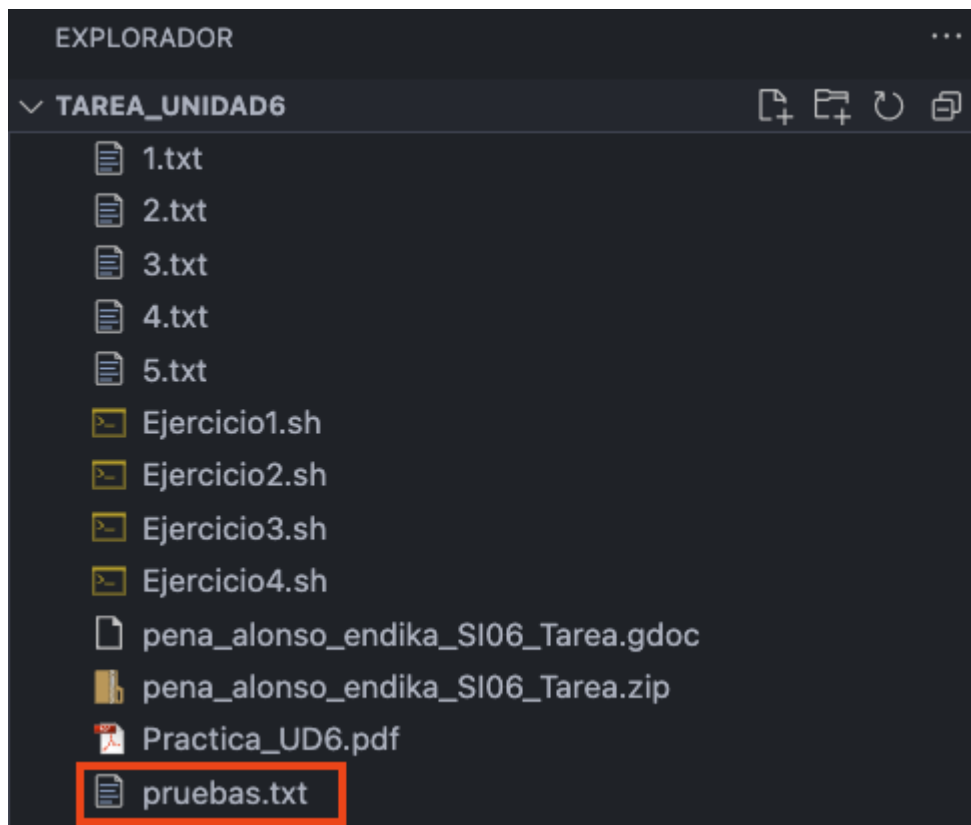 EXPLORADOR
TAREA_UNIDAD6
1.txt
2.txt
3.txt
4.txt
5.txt
Ejercicio1.sh
Ejercicio2.sh
Ejercicio3.sh
Ejercicio4.sh
pena_alonso_endika_SI06_Tarea.gdoc
pena_alonso_endika_SI06_Tarea.zip
Practica_UD6.pdf
pruebas.txt